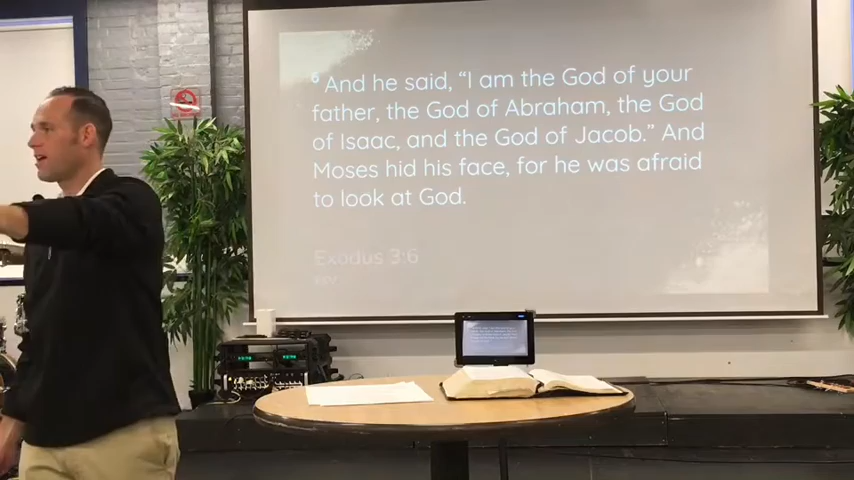 6 And he said, “I am the God of your
father, the God of Abraham, the God
of Isaac, and the God of Jacob.” And
Moses hid his face, for he was afraid
to look at God.
Exodus 3:6